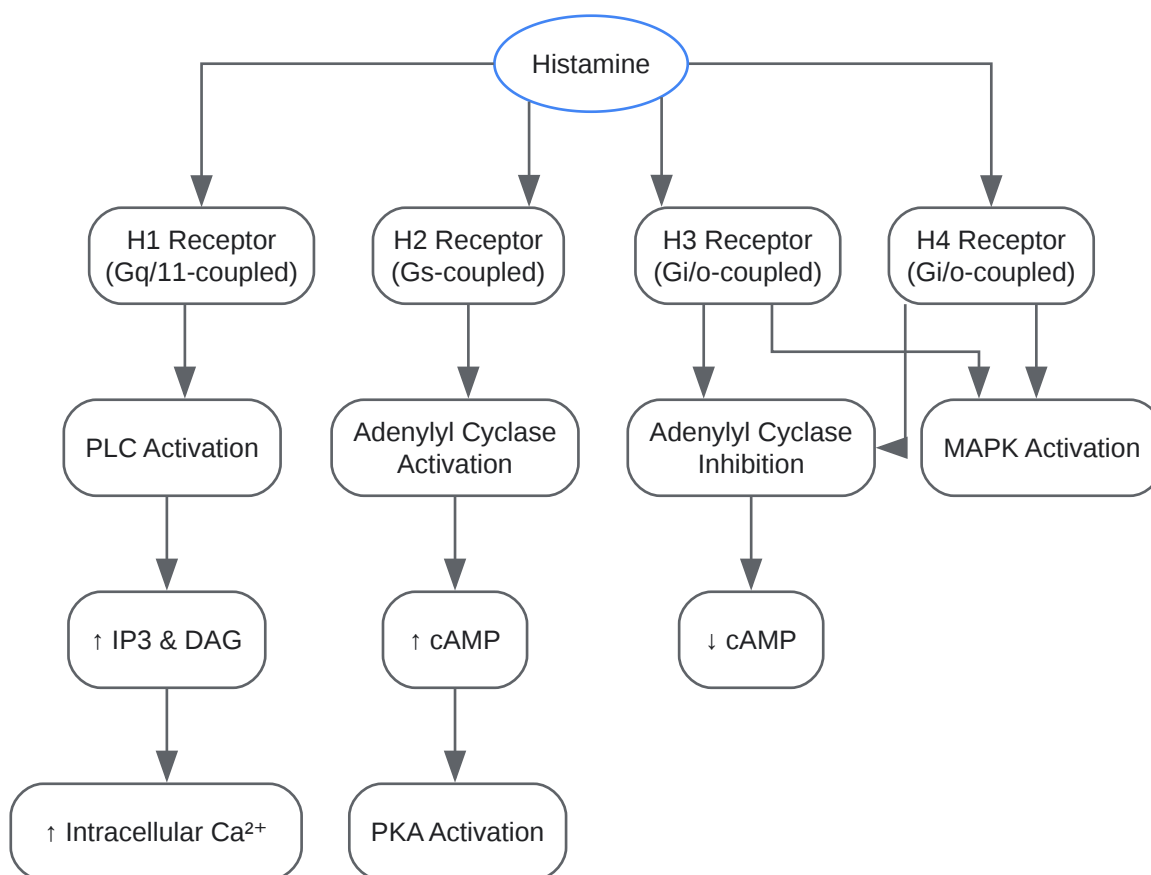 Histamine
H1 Receptor
(Gq/11-coupled)
H2 Receptor
(Gs-coupled)
H3 Receptor
(Gi/o-coupled)
H4 Receptor
(Gi/o-coupled)
PLC Activation
Adenylyl Cyclase
Activation
Adenylyl Cyclase
Inhibition
MAPK Activation
↑ IP3 & DAG
↑ cAMP
↓ cAMP
↑ Intracellular Ca²⁺
PKA Activation